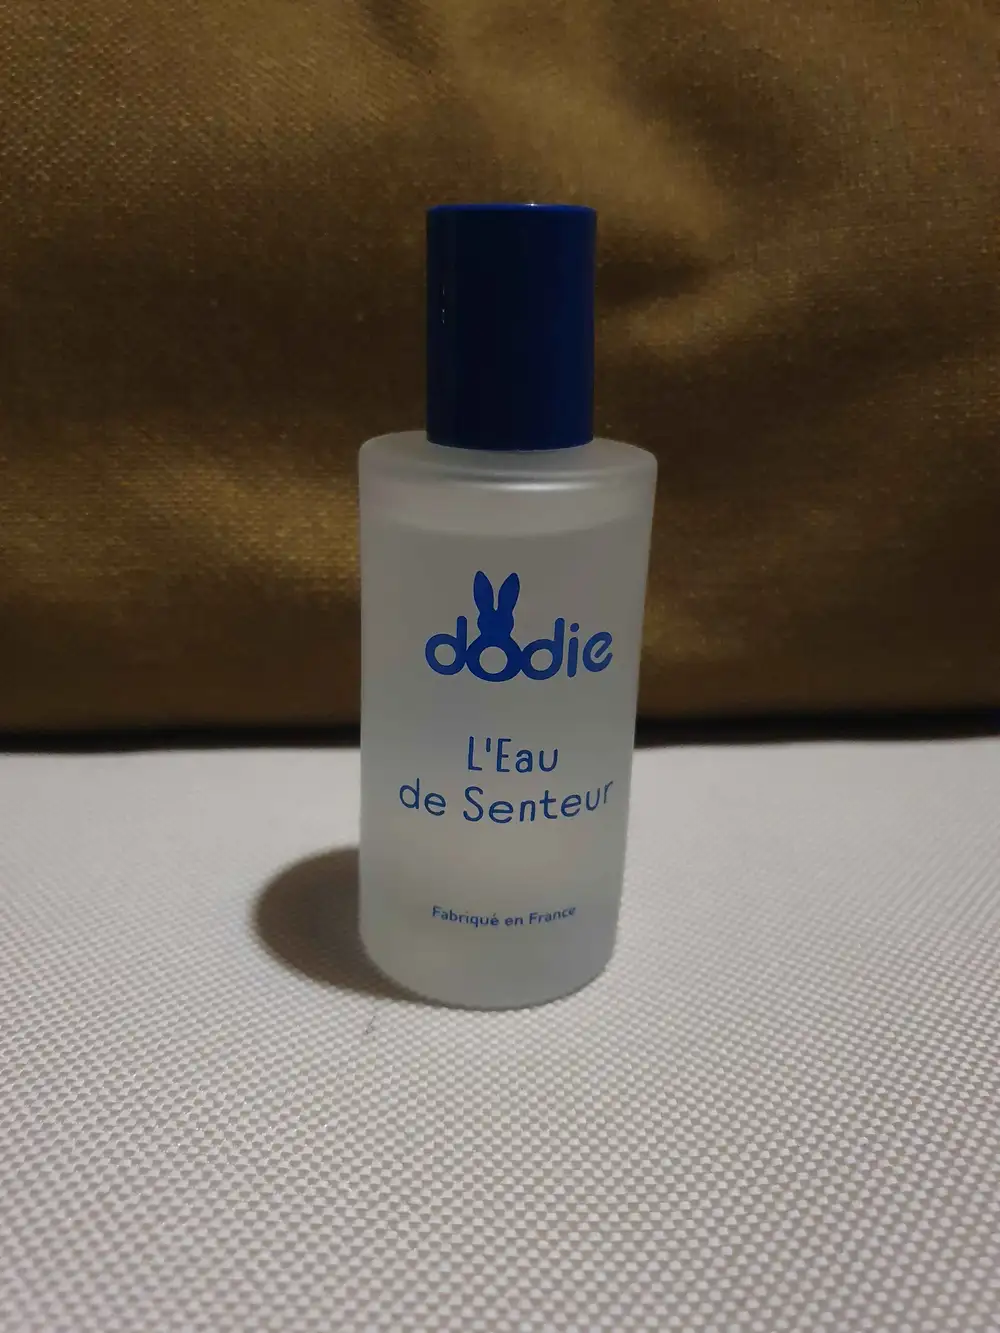 dodie
L'Eau
de Senteur
Fabriqué en France